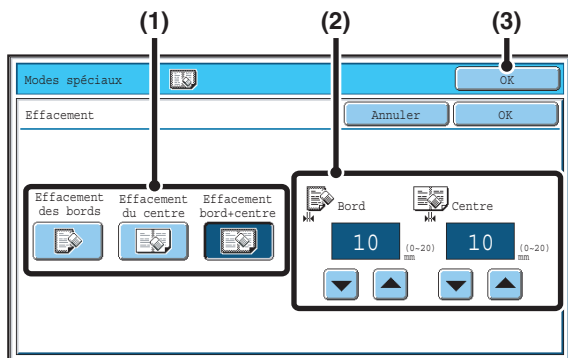 (1) (2) (3)
Modes spéciaux OK
Effacement Annuler OK
Effacement des bords
Effacement du centre
Effacement bord+centre
Bord
10 (0~20) mm
Centre
10 (0~20) mm